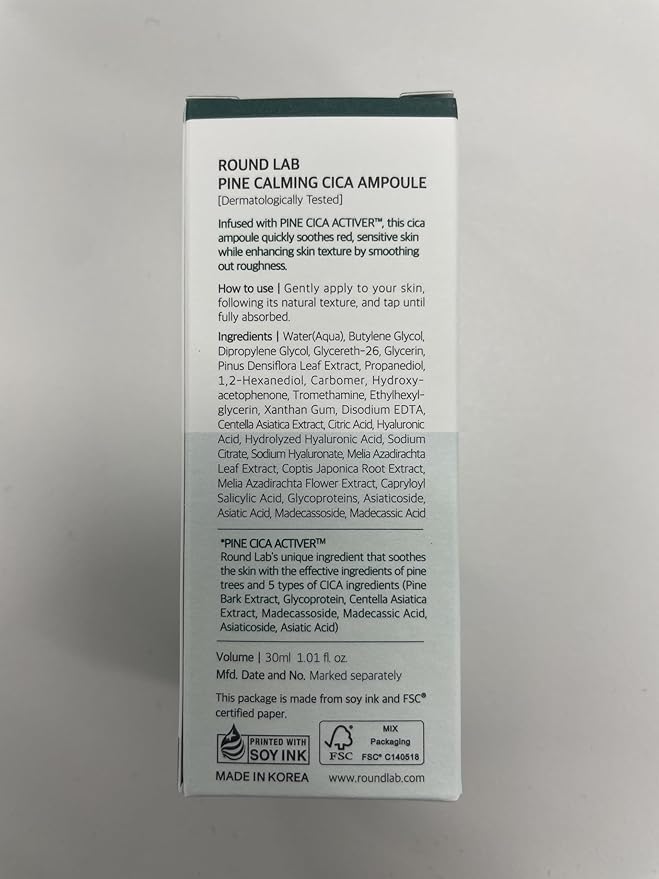 ROUND LAB
PINE CALMING CICA AMPOULE
[Dermatologically Tested]
Infused with PINE CICA ACTIVER™, this cica
ampoule quickly soothes red, sensitive skin
while enhancing skin texture by smoothing
out roughness.
How to use | Gently apply to your skin,
following its natural texture, and tap until
fully absorbed.
Ingredients | Water(Aqua), Butylene Glycol,
Dipropylene Glycol, Glycereth-26, Glycerin,
Pinus Densiflora Leaf Extract, Propanediol,
1,2-Hexanediol, Carbomer, Hydroxy-
acetophenone, Tromethamine, Ethylhexyl-
glycerin, Xanthan Gum, Disodium EDTA,
Centella Asiatica Extract, Citric Acid, Hyaluronic
Acid, Hydrolyzed Hyaluronic Acid, Sodium
Citrate, Sodium Hyaluronate, Melia Azadirachta
Leaf Extract, Coptis Japonica Root Extract,
Melia Azadirachta Flower Extract, Capryloyl
Salicylic Acid, Glycoproteins, Asiaticoside,
Asiatic Acid, Madecassoside, Madecassic Acid
*PINE CICA ACTIVER™
Round Lab's unique ingredient that soothes
the skin with the effective ingredients of pine
trees and 5 types of CICA ingredients (Pine
Bark Extract, Glycoprotein, Centella Asiatica
Extract, Madecassoside, Madecassic Acid,
Asiaticoside, Asiatic Acid)
Volume | 30ml 1.01 fl. oz.
Mfd. Date and No. Marked separately
This package is made from soy ink and FSC®
certified paper.
PRINTED WITH
SOY INK
FSC
MIX
Packaging
FSC® C140518
MADE IN KOREA
www.roundlab.com